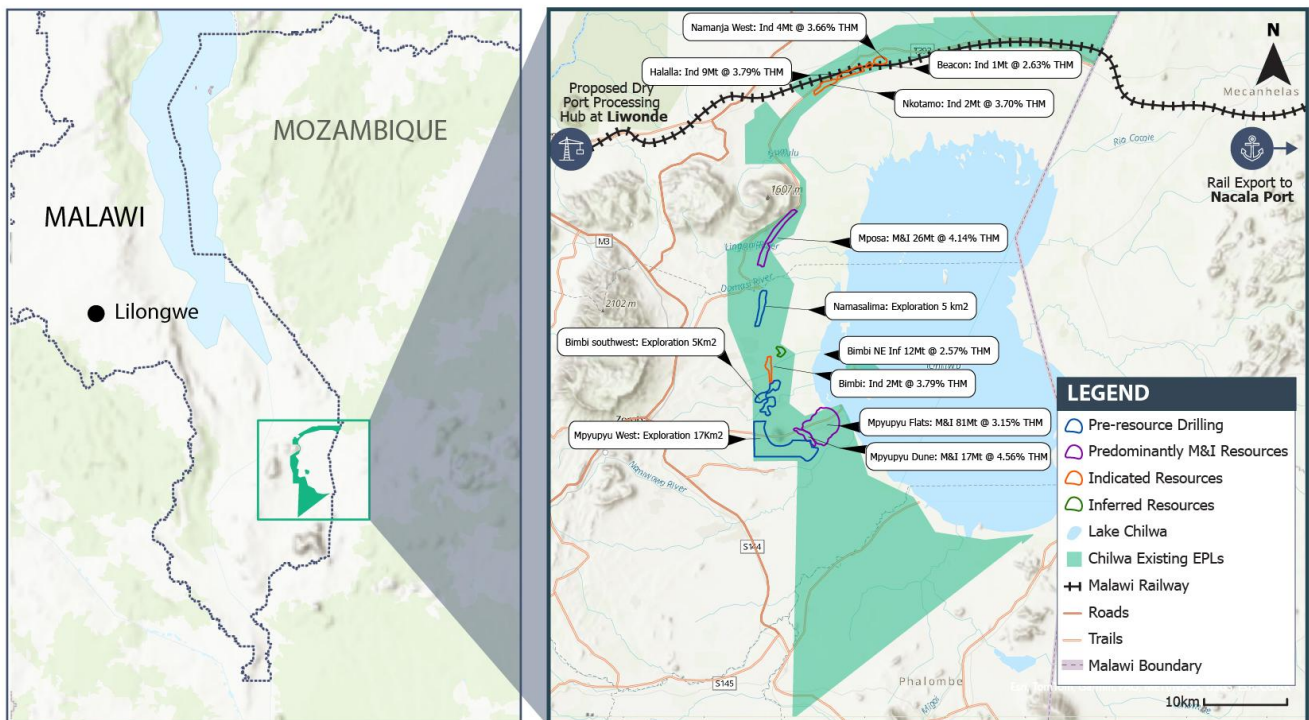 MALAWI
MOZAMBIQUE
Lilongwe
Namanja West: Ind 4Mt @ 3.66% THM
Halalla: Ind 9Mt @ 3.79% THM
Beacon: Ind 1Mt @ 2.63% THM
Nkotamo: Ind 2Mt @ 3.70% THM
N
Mecanhelas
Proposed Dry
Port Processing
Hub at Liwonde
Ria Cocole
Rail Export to
Nacala Port
1607 m
M3
Mposa: M&I 26Mt @ 4.14% THM
Domasi River
2102 m
Namasalima: Exploration 5 km2
Bimbi southwest: Exploration 5Km2
Bimbi NE Inf 12Mt @ 2.57% THM
Bimbi: Ind 2Mt @ 3.79% THM
Mpyupyu West: Exploration 17Km2
Mpyupyu Flats: M&I 81Mt @ 3.15% THM
Mpyupyu Dune: M&I 17Mt @ 4.56% THM
S144
S145
Phalombe
Migoi
LEGEND
Pre-resource Drilling
Predominantly M&I Resources
Indicated Resources
Inferred Resources
Lake Chilwa
Chilwa Existing EPLs
Malawi Railway
Roads
Trails
Malawi Boundary
10km